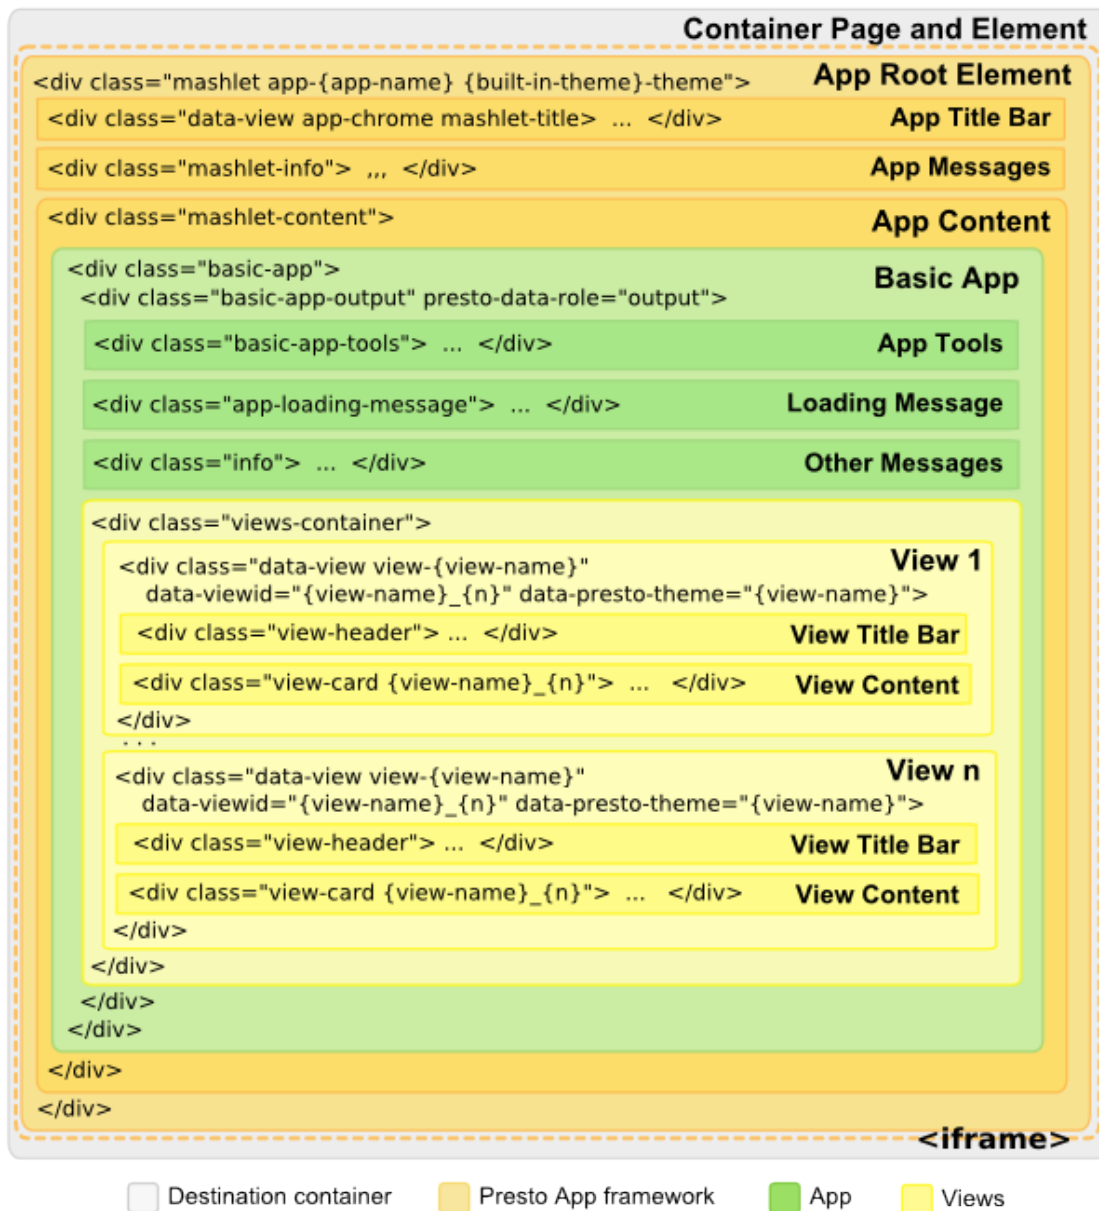 Container Page and Element
<div class="mashlet app-{app-name} {built-in-theme}-theme"> App Root Element
<div class="data-view app-chrome mashlet-title> ... </div> App Title Bar
<div class="mashlet-info"> ,,, </div> App Messages
<div class="mashlet-content"> App Content
<div class="basic-app"> Basic App
<div class="basic-app-output" presto-data-role="output">
<div class="basic-app-tools"> ... </div> App Tools
<div class="app-loading-message"> ... </div> Loading Message
<div class="info"> ... </div> Other Messages
<div class="views-container">
<div class="data-view view-{view-name}" View 1
data-viewid="{view-name}_{n}" data-presto-theme="{view-name}">
<div class="view-header"> ... </div> View Title Bar
<div class="view-card {view-name}_{n}"> ... </div> View Content
</div>
. . .
<div class="data-view view-{view-name}" View n
data-viewid="{view-name}_{n}" data-presto-theme="{view-name}">
<div class="view-header"> ... </div> View Title Bar
<div class="view-card {view-name}_{n}"> ... </div> View Content
</div>
</div>
</div>
</div>
</div>
</div>
<iframe>
Destination container Presto App framework App Views